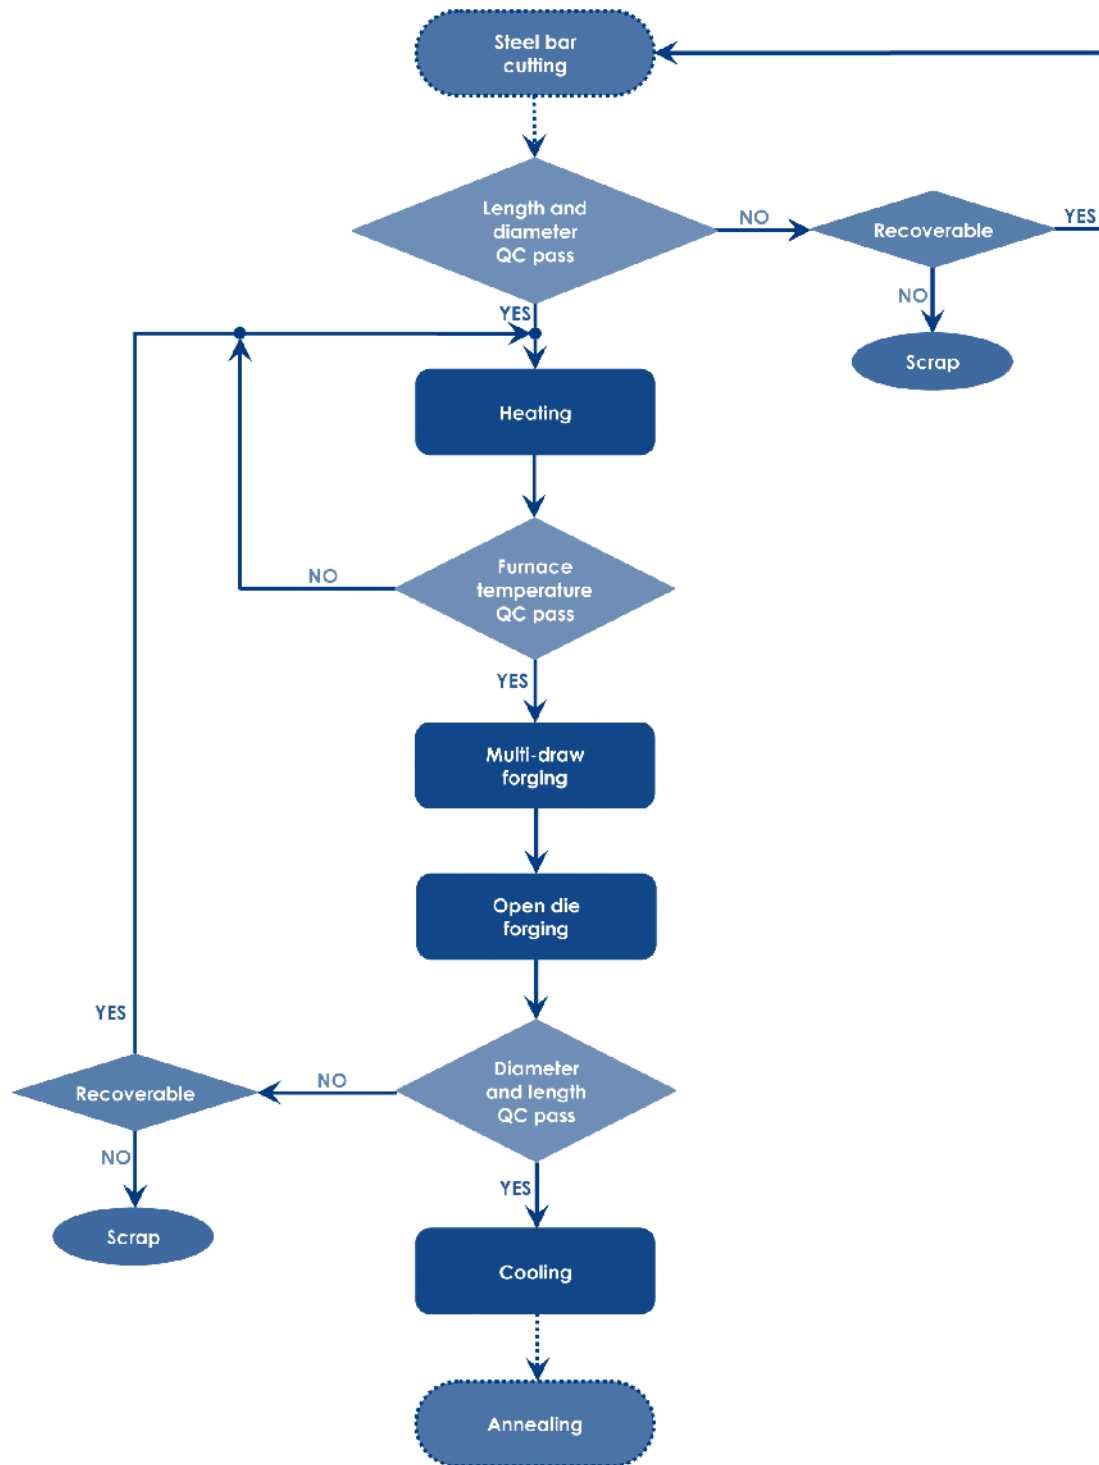 Steel bar
cutting
Length and
diameter
QC pass
NO
Recoverable
YES
NO
Scrap
YES
Heating
Furnace
temperature
QC pass
NO
YES
Multi-draw
forging
Open die
forging
Diameter
and length
QC pass
NO
Recoverable
YES
NO
Scrap
YES
Cooling
Annealing